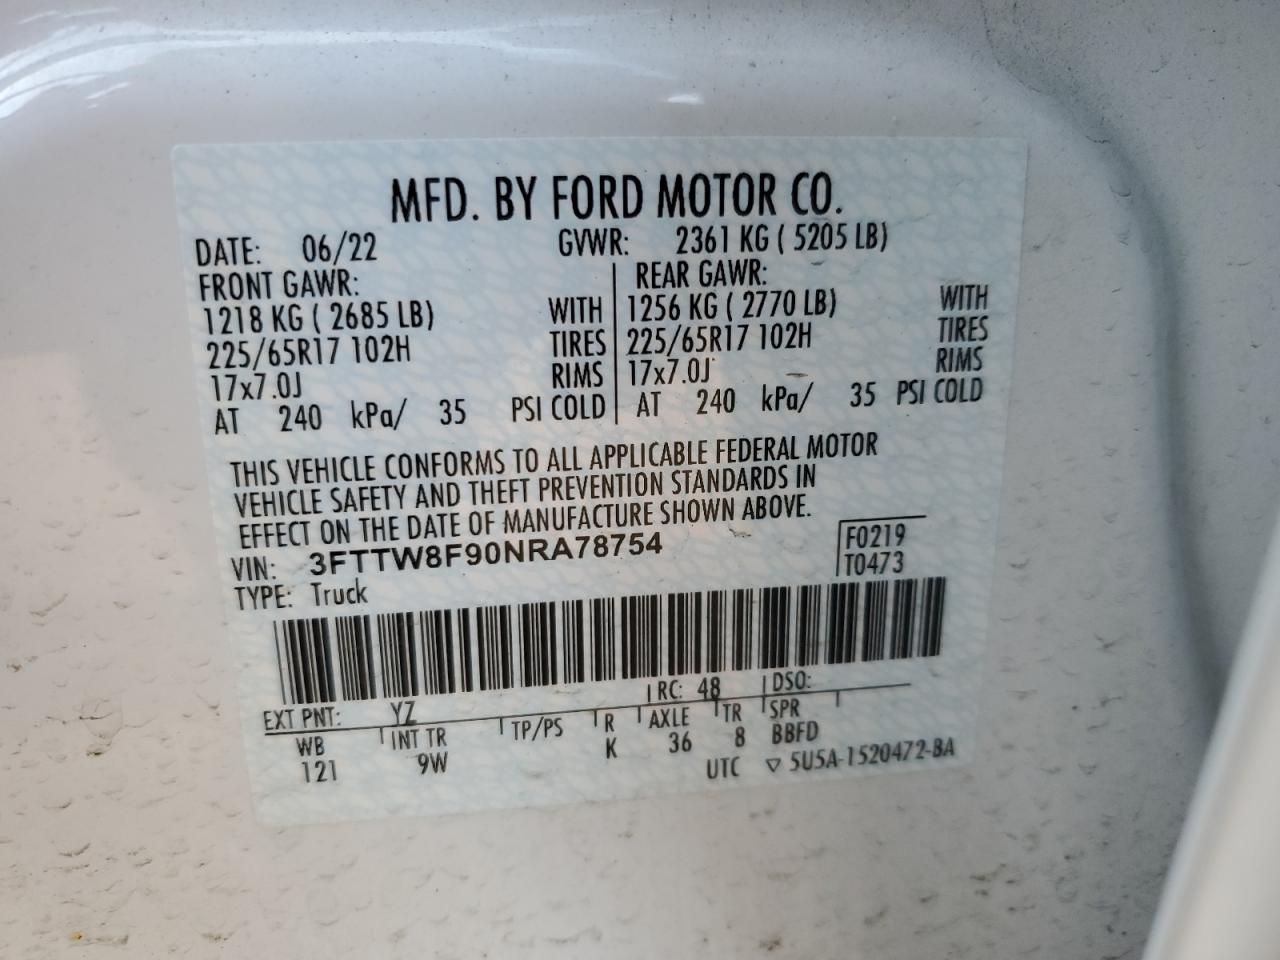 MFD. BY FORD MOTOR CO.
DATE: 06/22 GVWR: 2361 KG ( 5205 LB)
FRONT GAWR: REAR GAWR:
1218 KG ( 2685 LB) WITH 1256 KG ( 2770 LB) WITH
225/65R17 102H TIRES 225/65R17 102H TIRES
17x7.0J RIMS 17x7.0J RIMS
AT 240 kPa/ 35 PSI COLD AT 240 kPa/ 35 PSI COLD
THIS VEHICLE CONFORMS TO ALL APPLICABLE FEDERAL MOTOR
VEHICLE SAFETY AND THEFT PREVENTION STANDARDS IN
EFFECT ON THE DATE OF MANUFACTURE SHOWN ABOVE.
VIN: 3FTTW8F90NRA78754 F0219
TYPE: Truck T0473
EXT PNT: YZ RC: 48 DSO:
WB INT TR TP/PS R AXLE TR SPR
121 9W K 36 8 BBFD
UTC ▽ 5U5A-1520472-BA